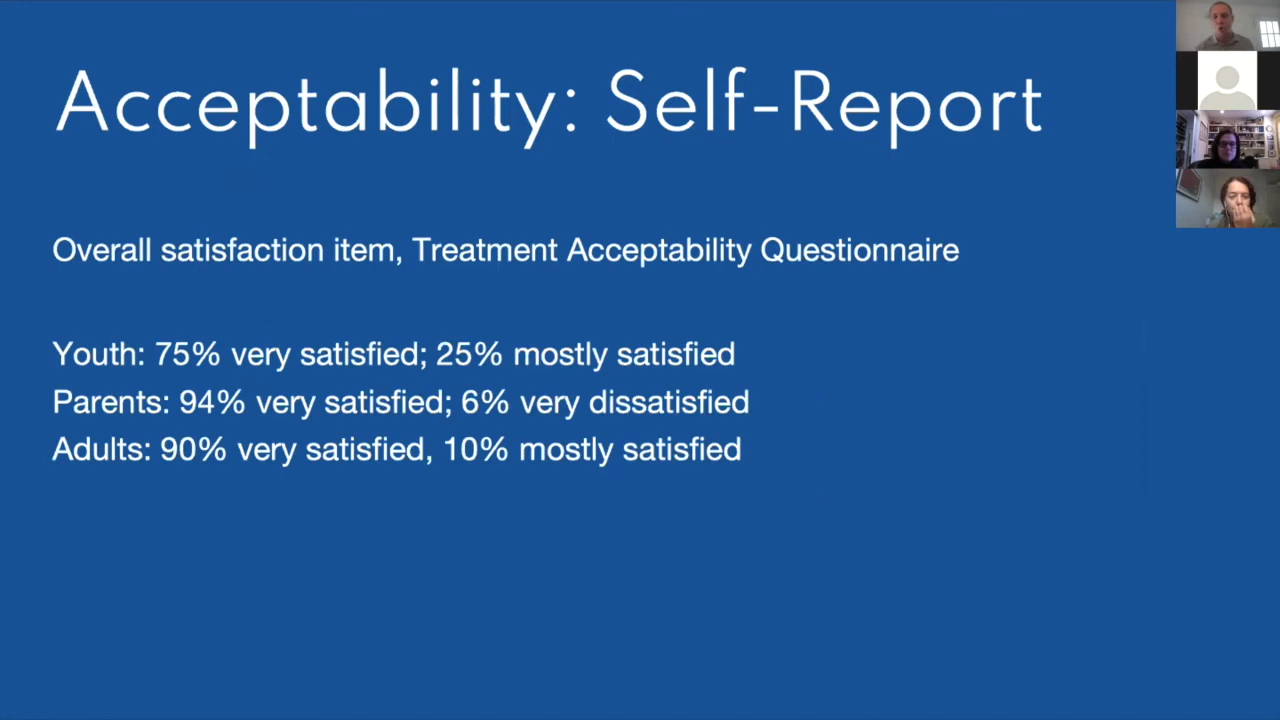 Acceptability: Self-Report
Overall satisfaction item, Treatment Acceptability Questionnaire
Youth: 75% very satisfied; 25% mostly satisfied
Parents: 94% very satisfied; 6% very dissatisfied
Adults: 90% very satisfied, 10% mostly satisfied